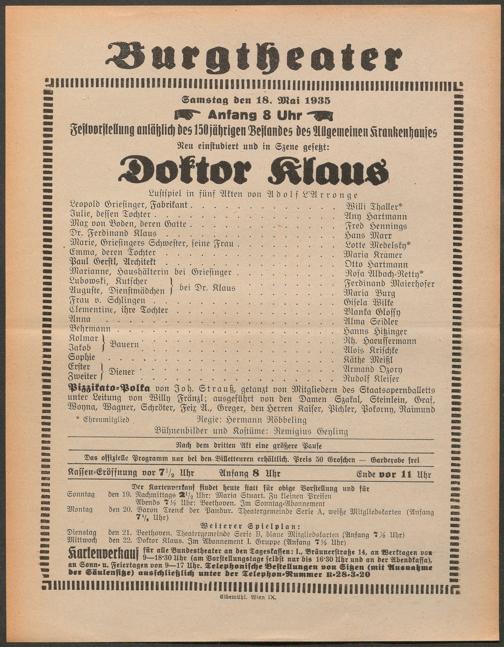 Burgtheater
Samstag den 18. Mai 1935
Anfang 8 Uhr
Festvorstellung anläßlich des 150jährigen Bestandes des Allgemeinen Krankenhauses
Neu einstudiert und in Szene gesetzt:
Doktor Klaus
Lustspiel in fünf Akten von Adolf L'Arronge
Leopold Griesinger, Fabrikant . . . Willi Thaller*
Julie, dessen Tochter . . . Any Hartmann
Max von Boden, deren Gatte . . . Fred Hennings
Dr. Ferdinand Klaus . . . Hans Marr
Marie, Griesingers Schwester, seine Frau . . . Lotte Medelsky*
Emma, deren Tochter . . . Maria Kramer
Paul Gerstl, Architekt . . . Otto Hartmann
Marianne, Haushälterin bei Griesinger . . . Rosa Albach-Retty*
Lubowski, Kutscher } bei Dr. Klaus . . . Ferdinand Maierhofer
Auguste, Dienstmädchen } . . . Maria Burg
Frau v. Schlingen . . . Gisela Wilke
Clementine, ihre Tochter . . . Blanka Glossy
Anna . . . Alma Seidler
Behrmann . . . Hanns Hitzinger
Kolmar } Bauern . . . Rh. Haeussermann
Jakob } . . . Alois Krischke
Sophie . . . Käthe Meißl
Erster } Diener . . . Armand Ozory
Zweiter } . . . Rudolf Kleiser
Pizzikato-Polka von Joh. Strauß, getanzt von Mitgliedern des Staatsopernballetts
unter Leitung von Willy Fränzl; ausgeführt von den Damen Szakal, Steinlein, Graf,
Woyna, Wagner, Schröter, Feiz A., Greger, den Herren Kaiser, Pichler, Pokorny, Raimund
* Ehrenmitglied Regie: Hermann Röbbeling
Bühnenbilder und Kostüme: Remigius Geyling
Nach dem dritten Akt eine größere Pause
Das offizielle Programm nur bei den Billetteuren erhältlich. Preis 50 Groschen — Garderobe frei
Kassen-Eröffnung vor 7½ Uhr Anfang 8 Uhr Ende vor 11 Uhr
Der Kartenverkauf findet heute statt für obige Vorstellung und für
Sonntag den 19. Nachmittags 2½ Uhr: Maria Stuart. Zu kleinen Preisen
Abends 7½ Uhr: Beethoven. Im Sonntag-Abonnement
Montag den 20. Baron Trenck der Pandur. Theatergemeinde Serie A, weiße Mitgliedskarten (Anfang
7½ Uhr)
Weiterer Spielplan:
Dienstag den 21. Beethoven. Theatergemeinde Serie B, blaue Mitgliedskarten (Anfang 7½ Uhr)
Mittwoch den 22. Doktor Klaus. Im Abonnement I. Gruppe (Anfang 7½ Uhr)
Kartenverkauf für alle Bundestheater an den Tageskassen: I., Bräunerstraße 14, an Werktagen von
9—18·30 Uhr (am Vorstellungstage selbst nur bis 16·30 Uhr und an der Abendkassa),
an Sonn- u. Feiertagen von 9—17 Uhr. Telephonische Bestellungen von Sitzen (mit Ausnahme
der Säulensitze) ausschließlich unter der Telephon-Nummer R-28-3-20
Elbemühl, Wien IX.